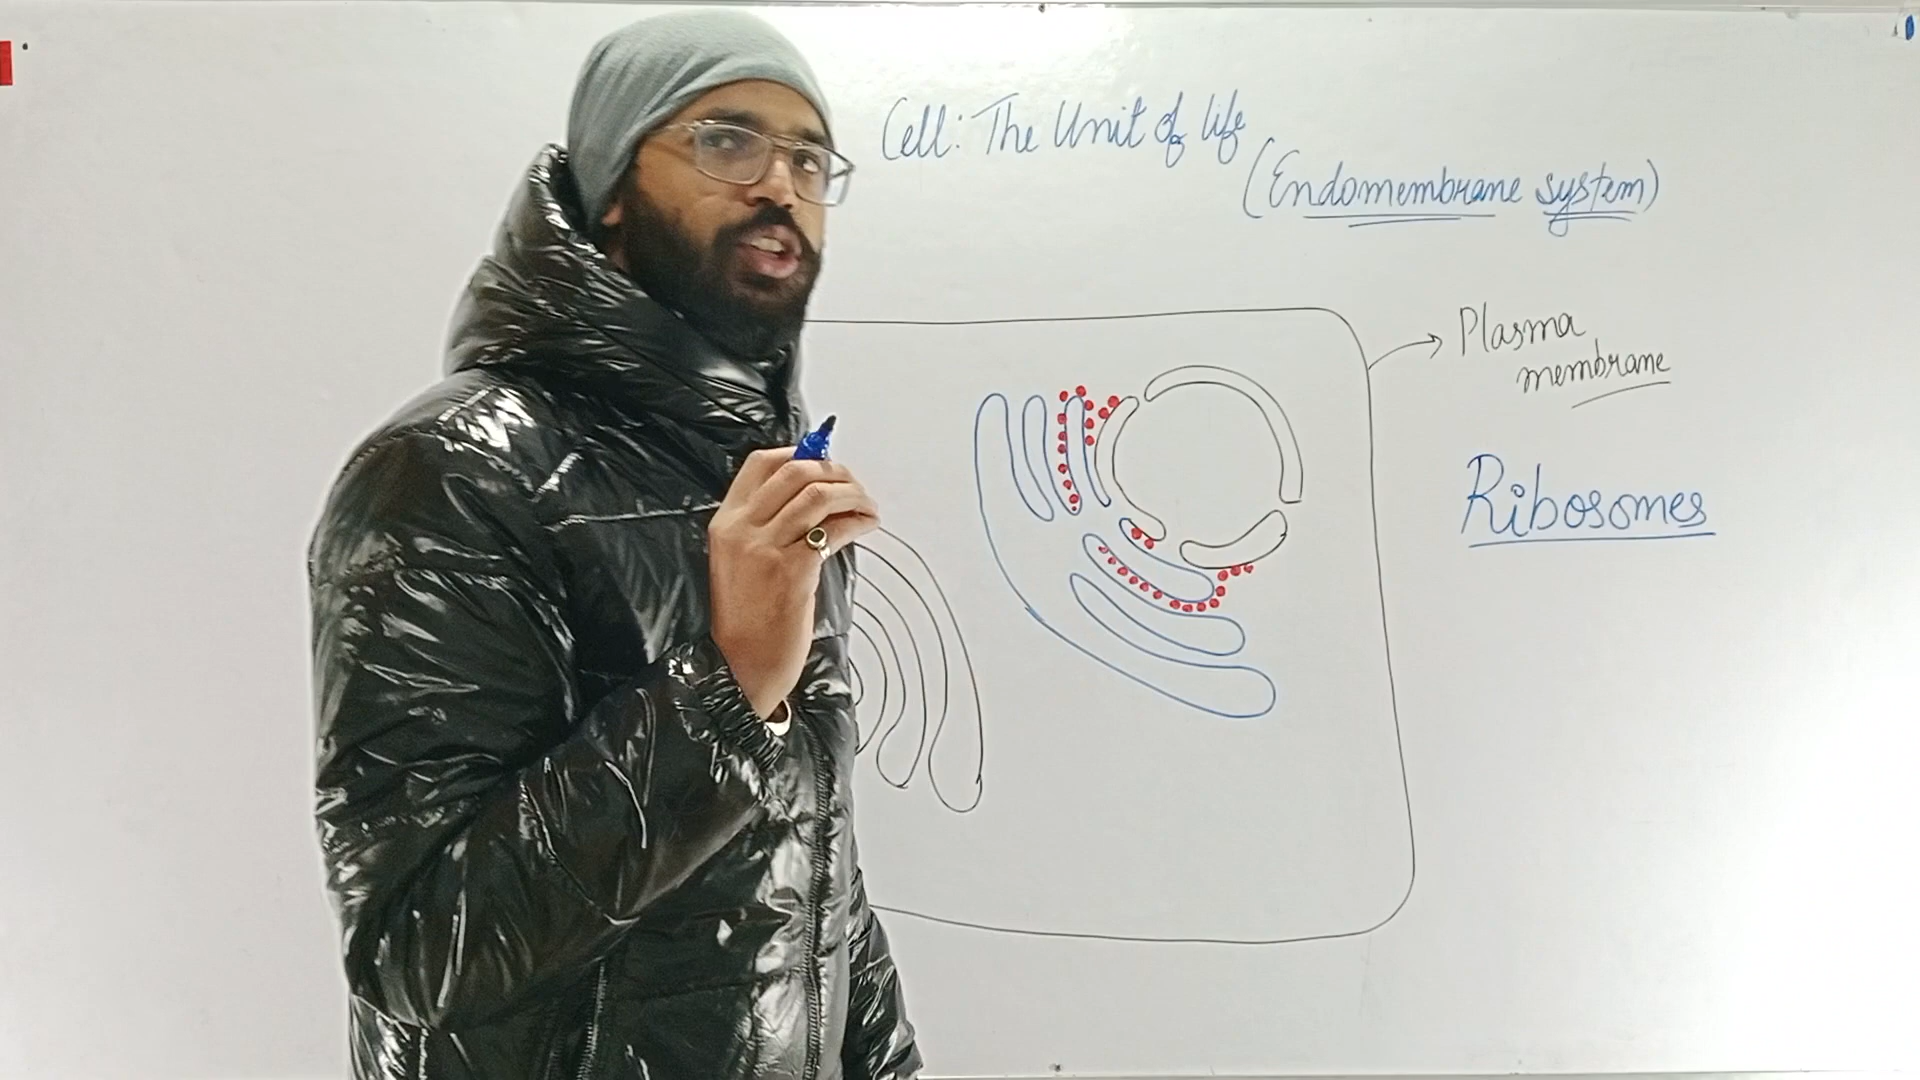 Cell: The Unit of life
(Endomembrane system)
Plasma
membrane
Ribosomes